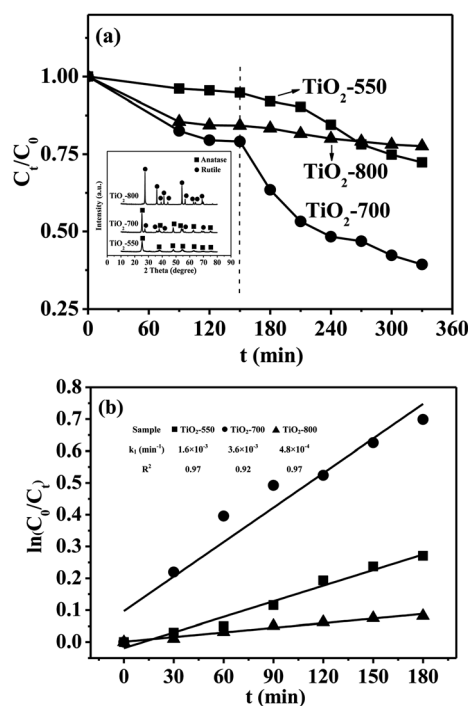 (a)
1.00
0.75
0.50
0.25
C_t/C_0
TiO₂-550
TiO₂-800
TiO₂-700
■ Anatase
● Rutile
TiO₂-800
TiO₂-700
TiO₂-550
Intensity (a.u.)
10 20 30 40 50 60 70 80 90
2 Theta (degree)
0 60 120 180 240 300 360
t (min)
(b)
0.8
0.7
0.6
0.5
0.4
0.3
0.2
0.1
0.0
ln(C₀/C_t)
Sample ■ TiO₂-550 ● TiO₂-700 ▲ TiO₂-800
k₁ (min⁻¹) 1.6×10⁻³ 3.6×10⁻³ 4.8×10⁻⁴
R² 0.97 0.92 0.97
0 30 60 90 120 150 180
t (min)